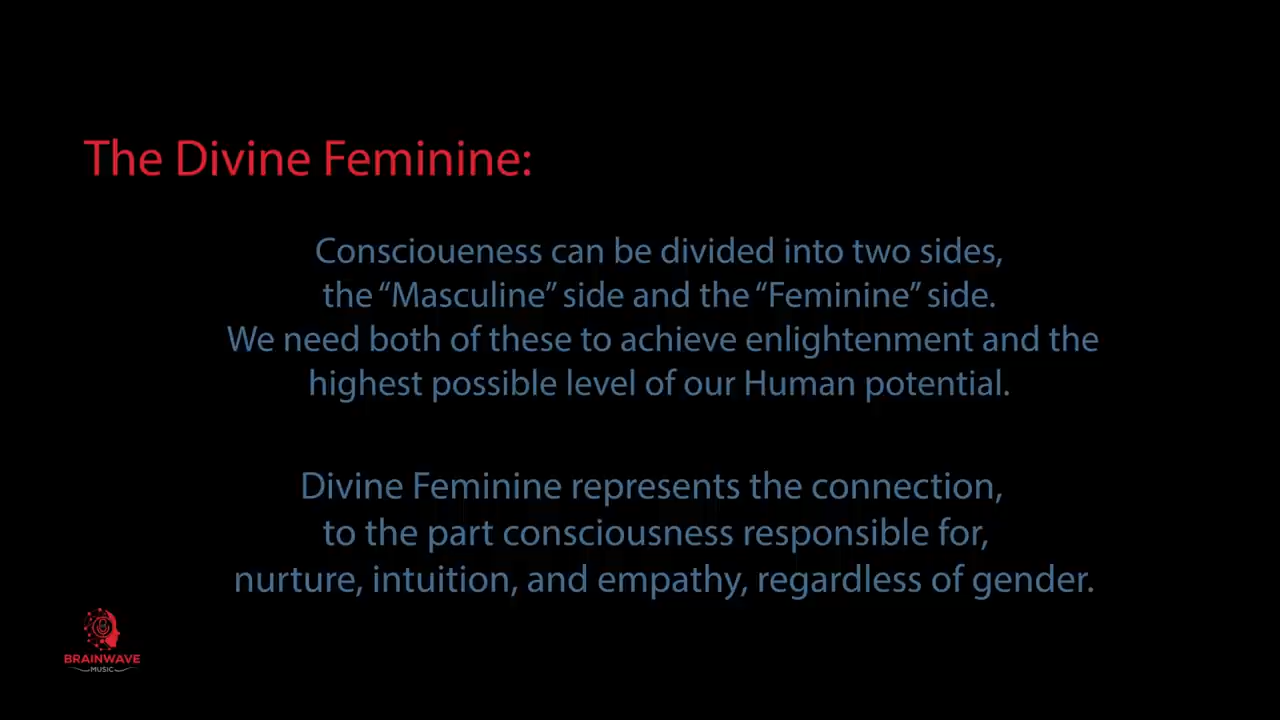 The Divine Feminine:
Conscioueness can be divided into two sides,
the “Masculine” side and the “Feminine” side.
We need both of these to achieve enlightenment and the
highest possible level of our Human potential.
Divine Feminine represents the connection,
to the part consciousness responsible for,
nurture, intuition, and empathy, regardless of gender.
BRAINWAVE
MUSIC